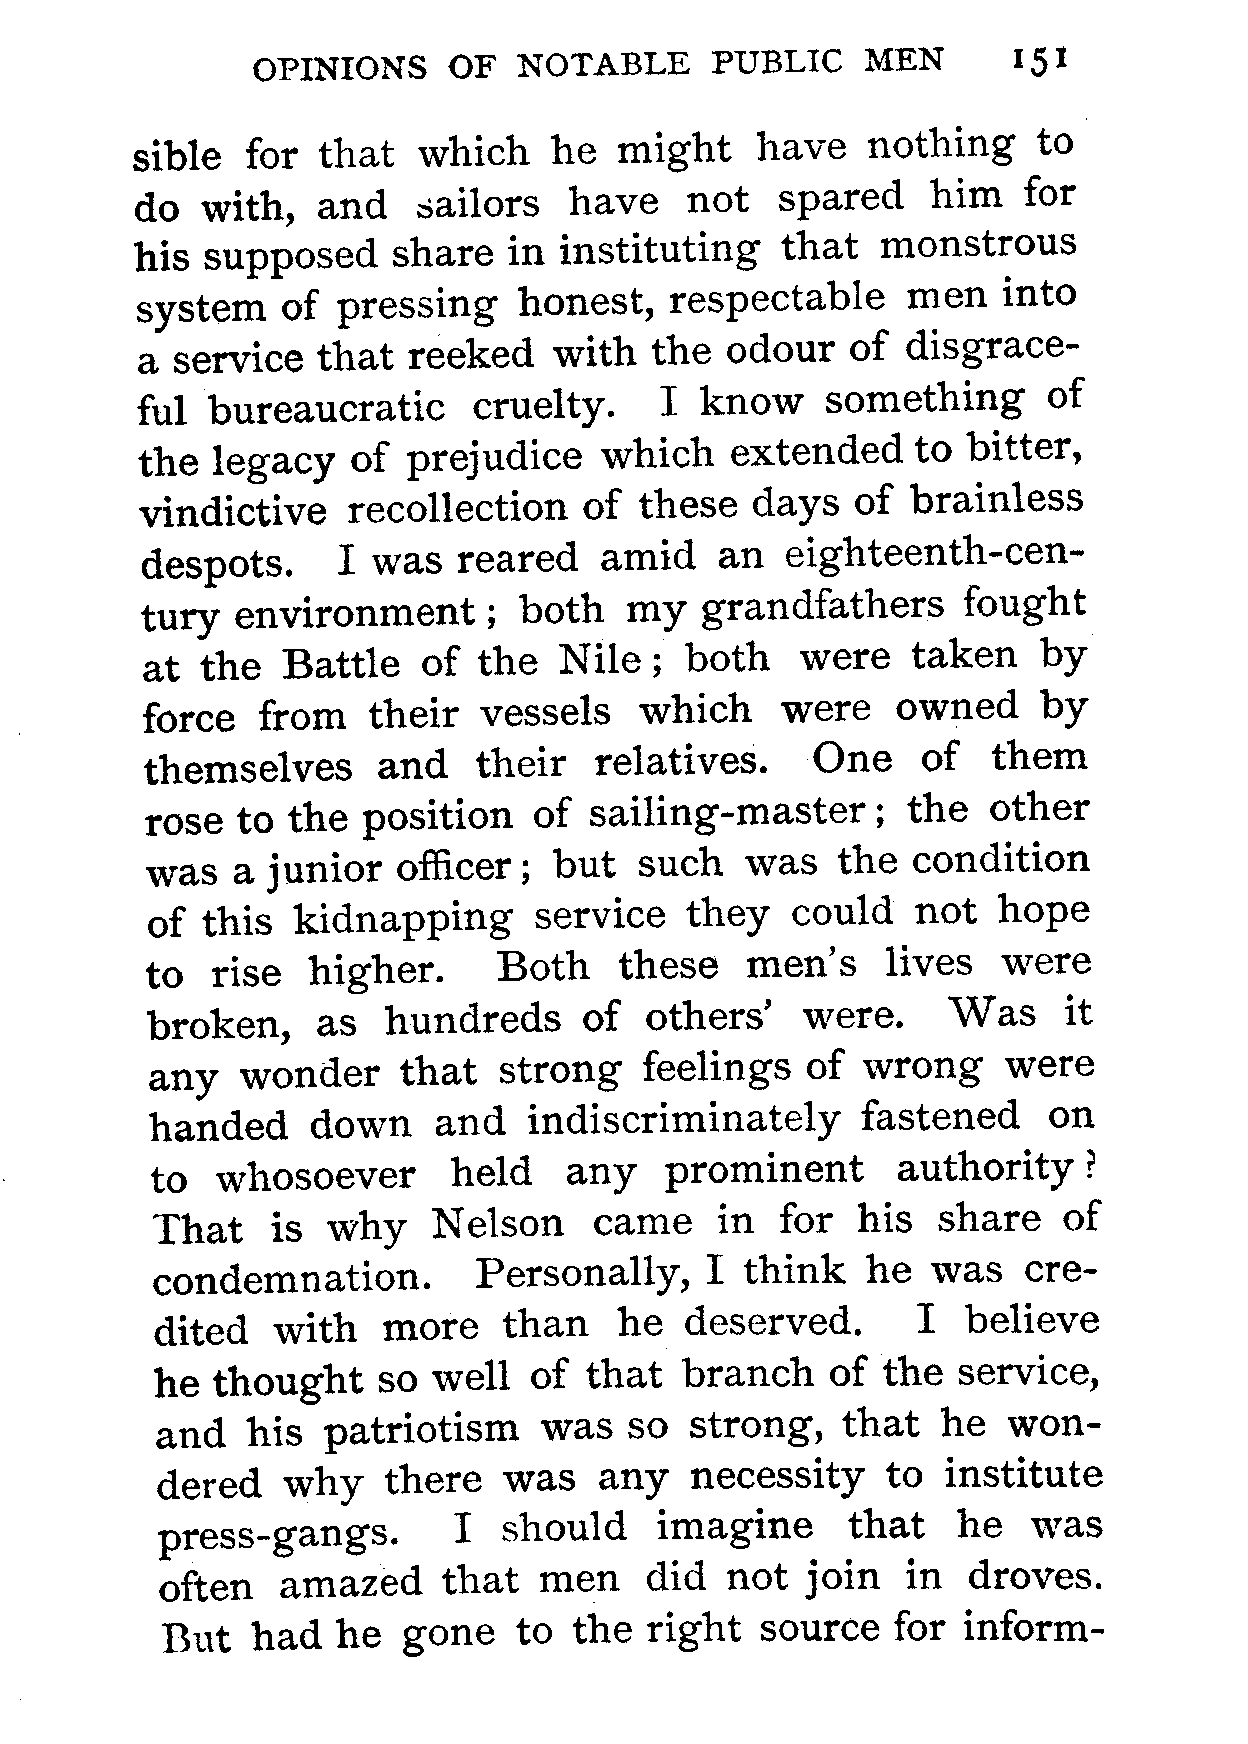 OPINIONS OF NOTABLE PUBLIC MEN 151
sible for that which he might have nothing to
do with, and sailors have not spared him for
his supposed share in instituting that monstrous
system of pressing honest, respectable men into
a service that reeked with the odour of disgrace-
ful bureaucratic cruelty. I know something of
the legacy of prejudice which extended to bitter,
vindictive recollection of these days of brainless
despots. I was reared amid an eighteenth-cen-
tury environment ; both my grandfathers fought
at the Battle of the Nile ; both were taken by
force from their vessels which were owned by
themselves and their relatives. One of them
rose to the position of sailing-master ; the other
was a junior officer ; but such was the condition
of this kidnapping service they could not hope
to rise higher. Both these men's lives were
broken, as hundreds of others' were. Was it
any wonder that strong feelings of wrong were
handed down and indiscriminately fastened on
to whosoever held any prominent authority ?
That is why Nelson came in for his share of
condemnation. Personally, I think he was cre-
dited with more than he deserved. I believe
he thought so well of that branch of the service,
and his patriotism was so strong, that he won-
dered why there was any necessity to institute
press-gangs. I should imagine that he was
often amazed that men did not join in droves.
But had he gone to the right source for inform-